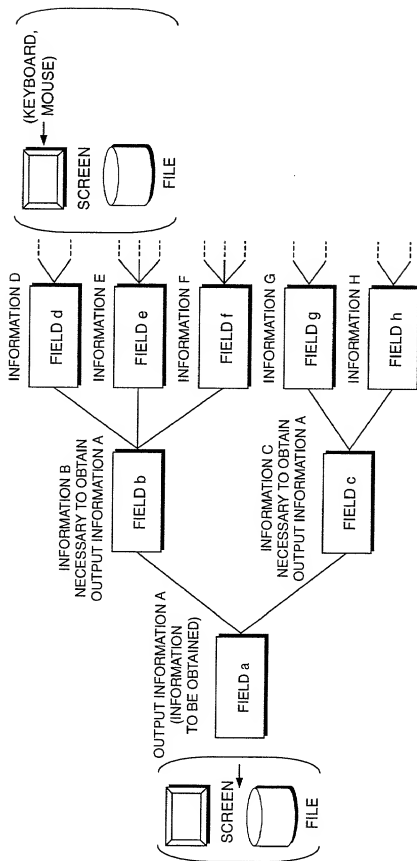 (KEYBOARD,
MOUSE)
SCREEN
FILE
INFORMATION D
FIELD d
INFORMATION E
FIELD e
INFORMATION F
FIELD f
INFORMATION G
FIELD g
INFORMATION H
FIELD h
INFORMATION B
NECESSARY TO OBTAIN
OUTPUT INFORMATION A
FIELD b
INFORMATION C
NECESSARY TO OBTAIN
OUTPUT INFORMATION A
FIELD c
OUTPUT INFORMATION A
(INFORMATION
TO BE OBTAINED)
FIELD a
SCREEN
FILE